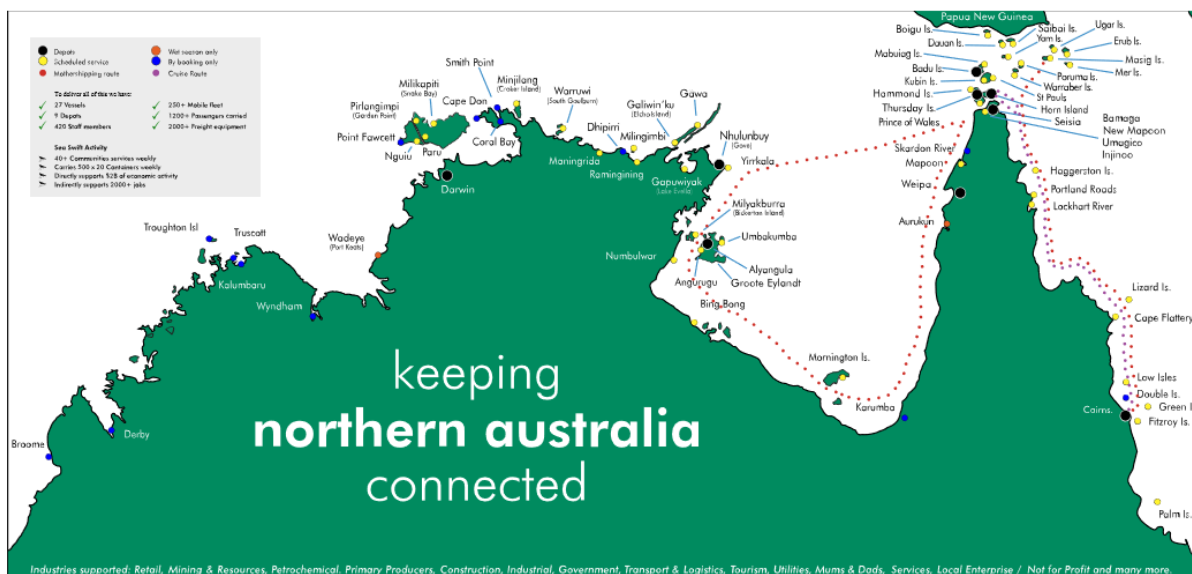 Papua New Guinea
Depots
Scheduled service
Mothershipping route
Wet season only
By booking only
Cruise Route
To deliver all of this we have:
27 Vessels
9 Depots
420 Staff members
250+ Mobile fleet
1200+ Passengers carried
2000+ Freight equipment
Sea Swift Activity
40+ Communities services weekly
Carries 500 x 20 Containers weekly
Directly supports $2B of economic activity
Indirectly supports 2000+ jobs
Smith Point
Minjilang
(Croker Island)
Milikapiti
(Snake Bay)
Cape Don
Pirlangimpi
(Garden Point)
Warruwi
(South Goulburn)
Galiwin'ku
(Elcho Island)
Gawa
Point Fawcett
Nguiu
Paru
Coral Bay
Dhipirri
Milingimbi
Nhulunbuy
(Gove)
Maningrida
Ramingining
Gapuwiyak
(Lake Evella)
Yirrkala
Darwin
Milyakburra
(Bickerton Island)
Umbakumba
Numbulwar
Alyangula
Groote Eylandt
Angurugu
Bing Bong
Mornington Is.
Karumba
Troughton Isl
Truscott
Wadeye
(Port Keats)
Kalumbaru
Wyndham
Derby
Broome
Boigu Is.
Dauan Is.
Saibai Is.
Yam Is.
Ugar Is.
Erub Is.
Masig Is.
Mer Is.
Mabuiag Is.
Badu Is.
Kubin Is.
Poruma Is.
Warraber Is.
St Pauls
Hammond Is.
Thursday Is.
Prince of Wales
Horn Island
Seisia
Bamaga
New Mapoon
Umagico
Injinoo
Skardon River
Mapoon
Weipa
Aurukun
Haggerston Is.
Portland Roads
Lockhart River
Lizard Is.
Cape Flattery
Low Isles
Double Is.
Green I
Fitzroy Is.
Cairns.
Palm Is.
keeping
northern australia
connected
Industries supported: Retail, Mining & Resources, Petrochemical, Primary Producers, Construction, Industrial, Government, Transport & Logistics, Tourism, Utilities, Mums & Dads, Services, Local Enterprise / Not for Profit and many more.